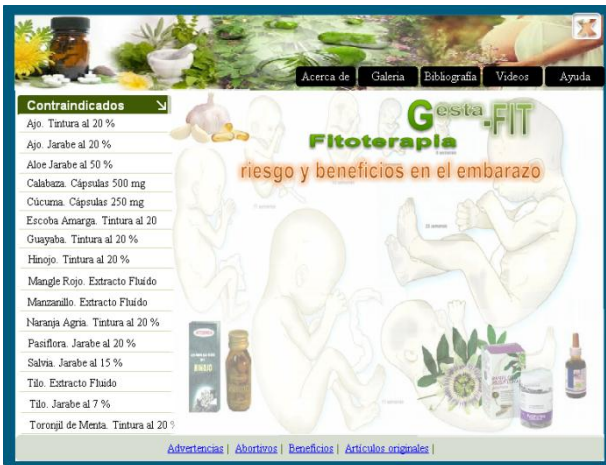 Acerca de
Galeria
Bibliografía
Videos
Ayuda
Contraindicados
Ajo. Tintura al 20 %
Ajo. Jarabe al 20 %
Aloe Jarabe al 50 %
Calabaza. Cápsulas 500 mg
Cúcuma. Cápsulas 250 mg
Escoba Amarga. Tintura al 20
Guayaba. Tintura al 20 %
Hinojo. Tintura al 20 %
Mangle Rojo. Extracto Fluido
Manzanillo. Extracto Fluido
Naranja Agria. Tintura al 20 %
Pasiflora. Jarabe al 20 %
Salvia. Jarabe al 15 %
Tilo. Extracto Fluido
Tilo. Jarabe al 7 %
Toronjil de Menta. Tintura al 20 %
Gesta-FIT
Fitoterapia
riesgo y beneficios en el embarazo
Advertencias | Abortivos | Beneficios | Artículos originales |